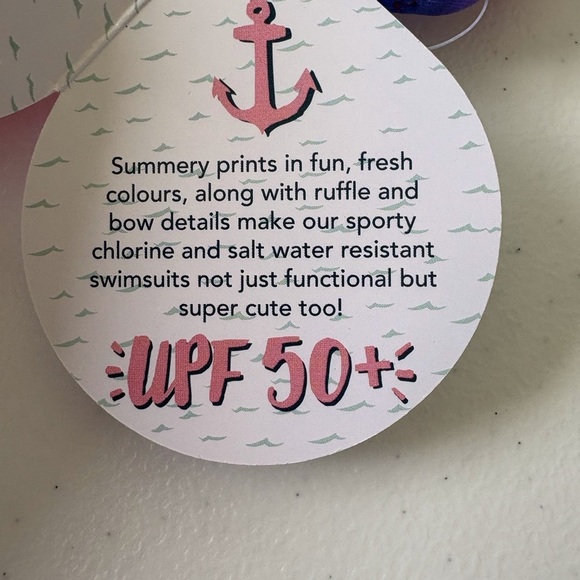 Summery prints in fun, fresh
colours, along with ruffle and
bow details make our sporty
chlorine and salt water resistant
swimsuits not just functional but
super cute too!
UPF 50+